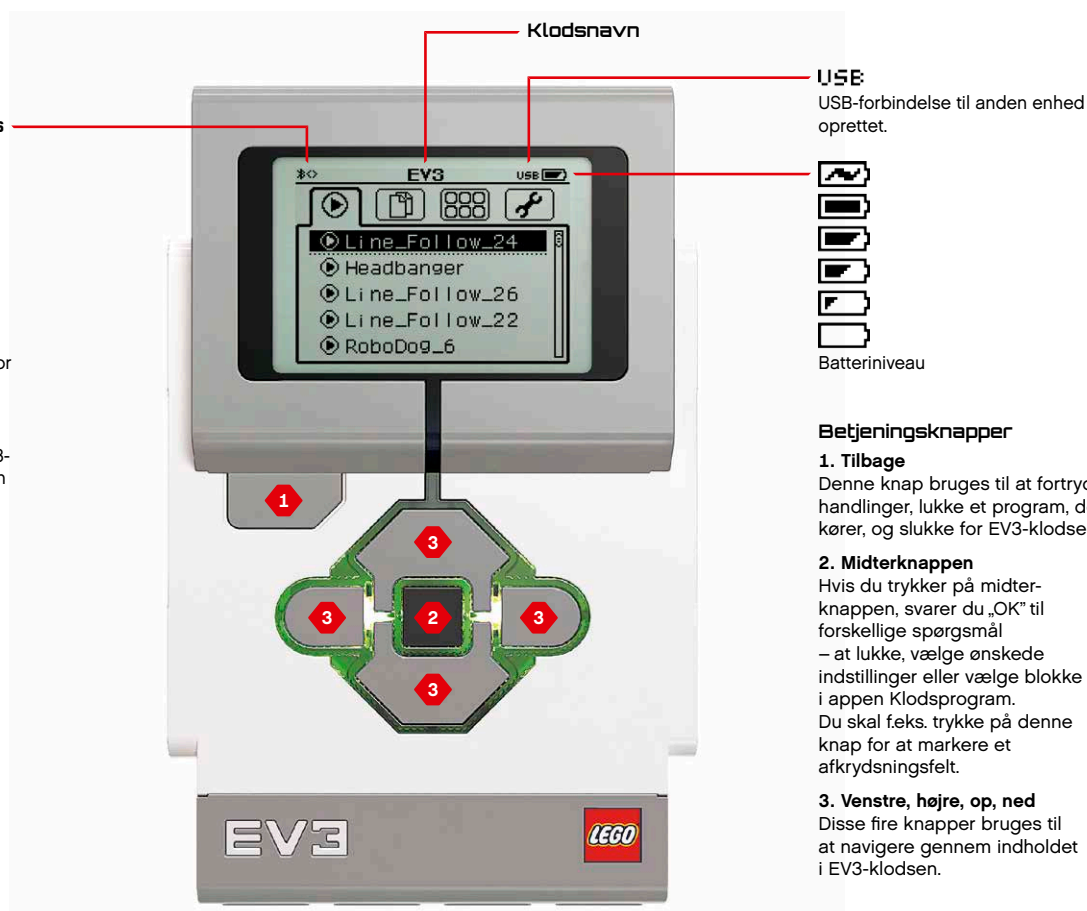 Klodsnavn
s
USB
USB-forbindelse til anden enhed
oprettet.
EV3
USB
Line_Follow_24
Headbanger
Line_Follow_26
Line_Follow_22
RoboDog_6
or
3-
n
Batteriniveau
Betjeningsknapper
1. Tilbage
Denne knap bruges til at fortryd
handlinger, lukke et program, d
kører, og slukke for EV3-klodse
2. Midterknappen
Hvis du trykker på midter-
knappen, svarer du „OK” til
forskellige spørgsmål
– at lukke, vælge ønskede
indstillinger eller vælge blokke
i appen Klodsprogram.
Du skal f.eks. trykke på denne
knap for at markere et
afkrydsningsfelt.
3. Venstre, højre, op, ned
Disse fire knapper bruges til
at navigere gennem indholdet
i EV3-klodsen.
1
3
3
2
3
3
EV3
LEGO